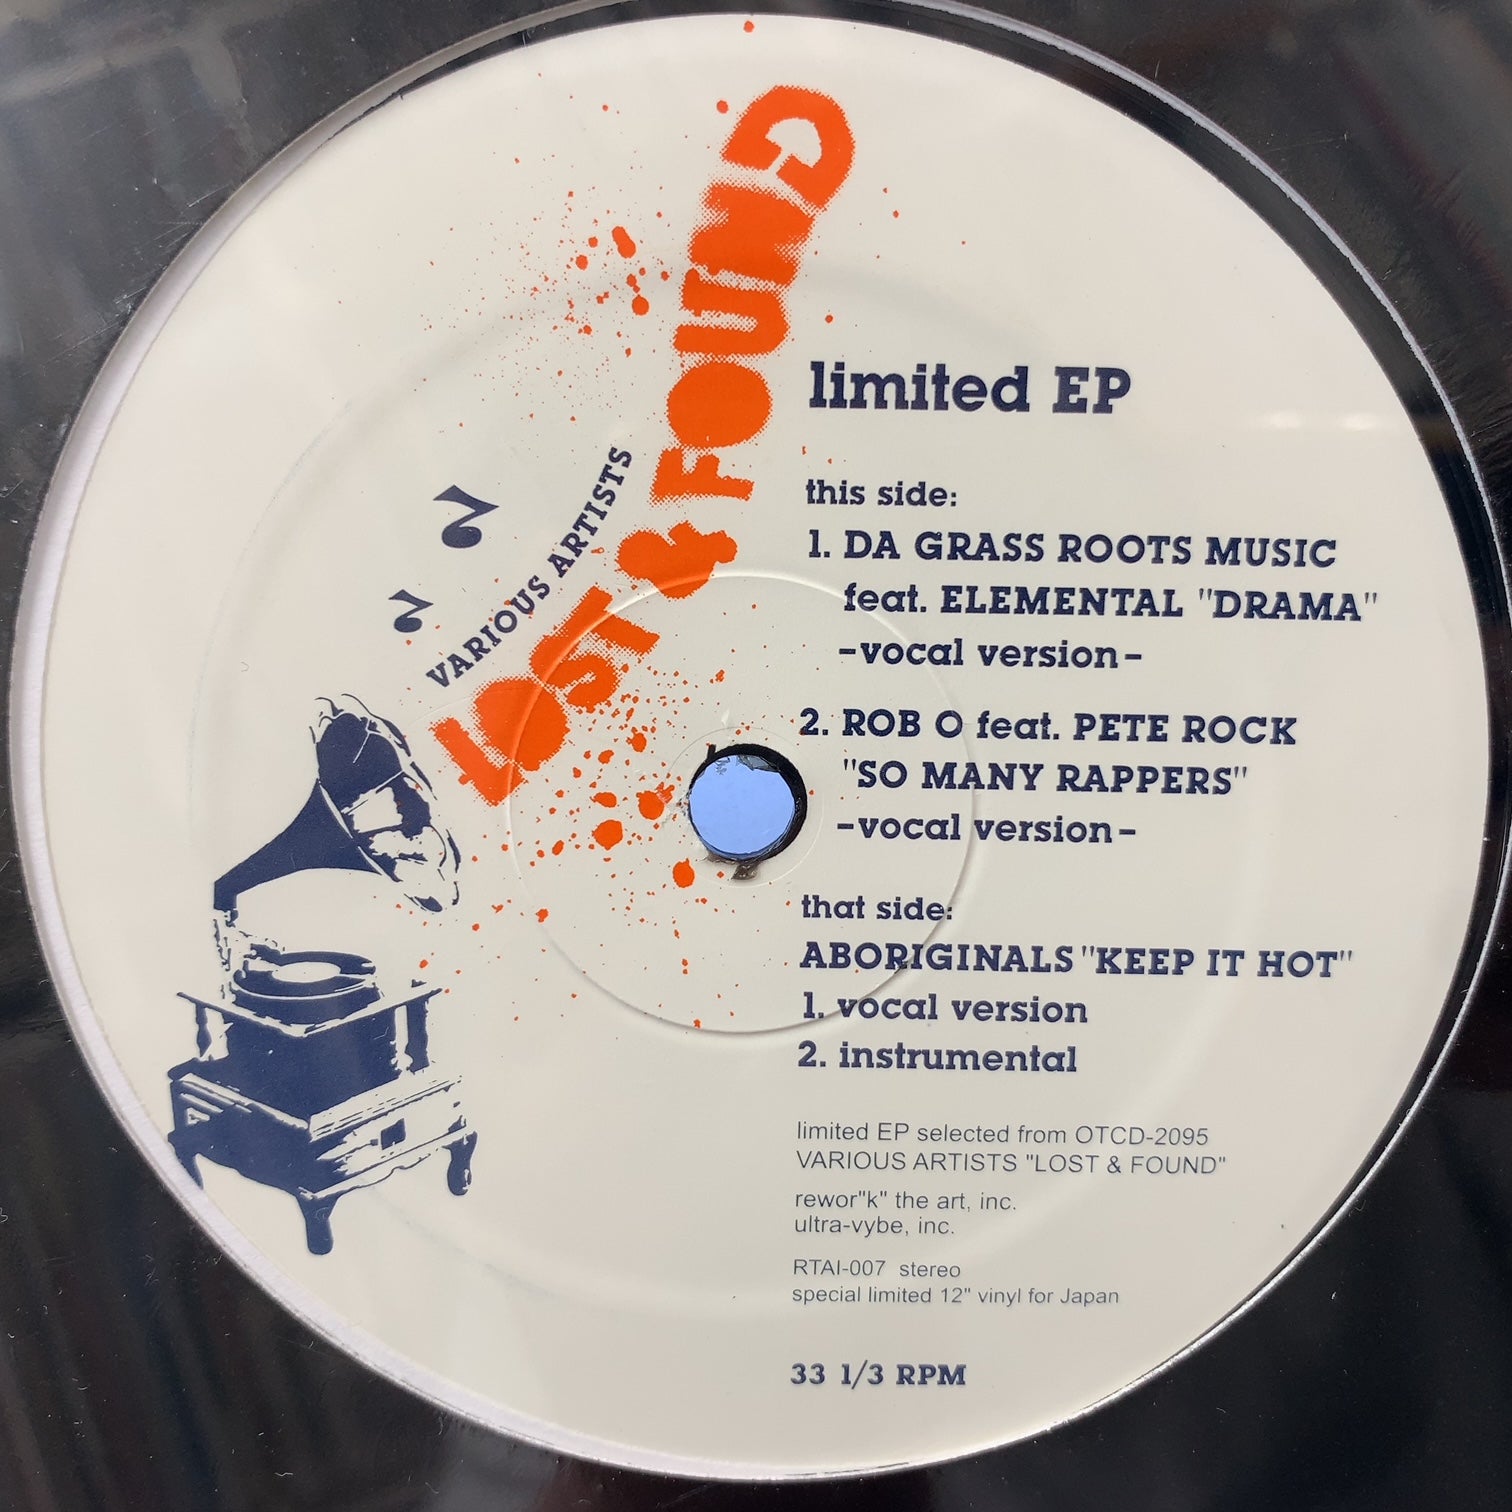 LOST & FOUND
VARIOUS ARTISTS
limited EP
this side:
1. DA GRASS ROOTS MUSIC
feat. ELEMENTAL "DRAMA"
-vocal version-
2. ROB O feat. PETE ROCK
"SO MANY RAPPERS"
-vocal version-
that side:
ABORIGINALS "KEEP IT HOT"
1. vocal version
2. instrumental
limited EP selected from OTCD-2095
VARIOUS ARTISTS "LOST & FOUND"
rewor"k" the art, inc.
ultra-vybe, inc.
RTAI-007 stereo
special limited 12" vinyl for Japan
33 1/3 RPM